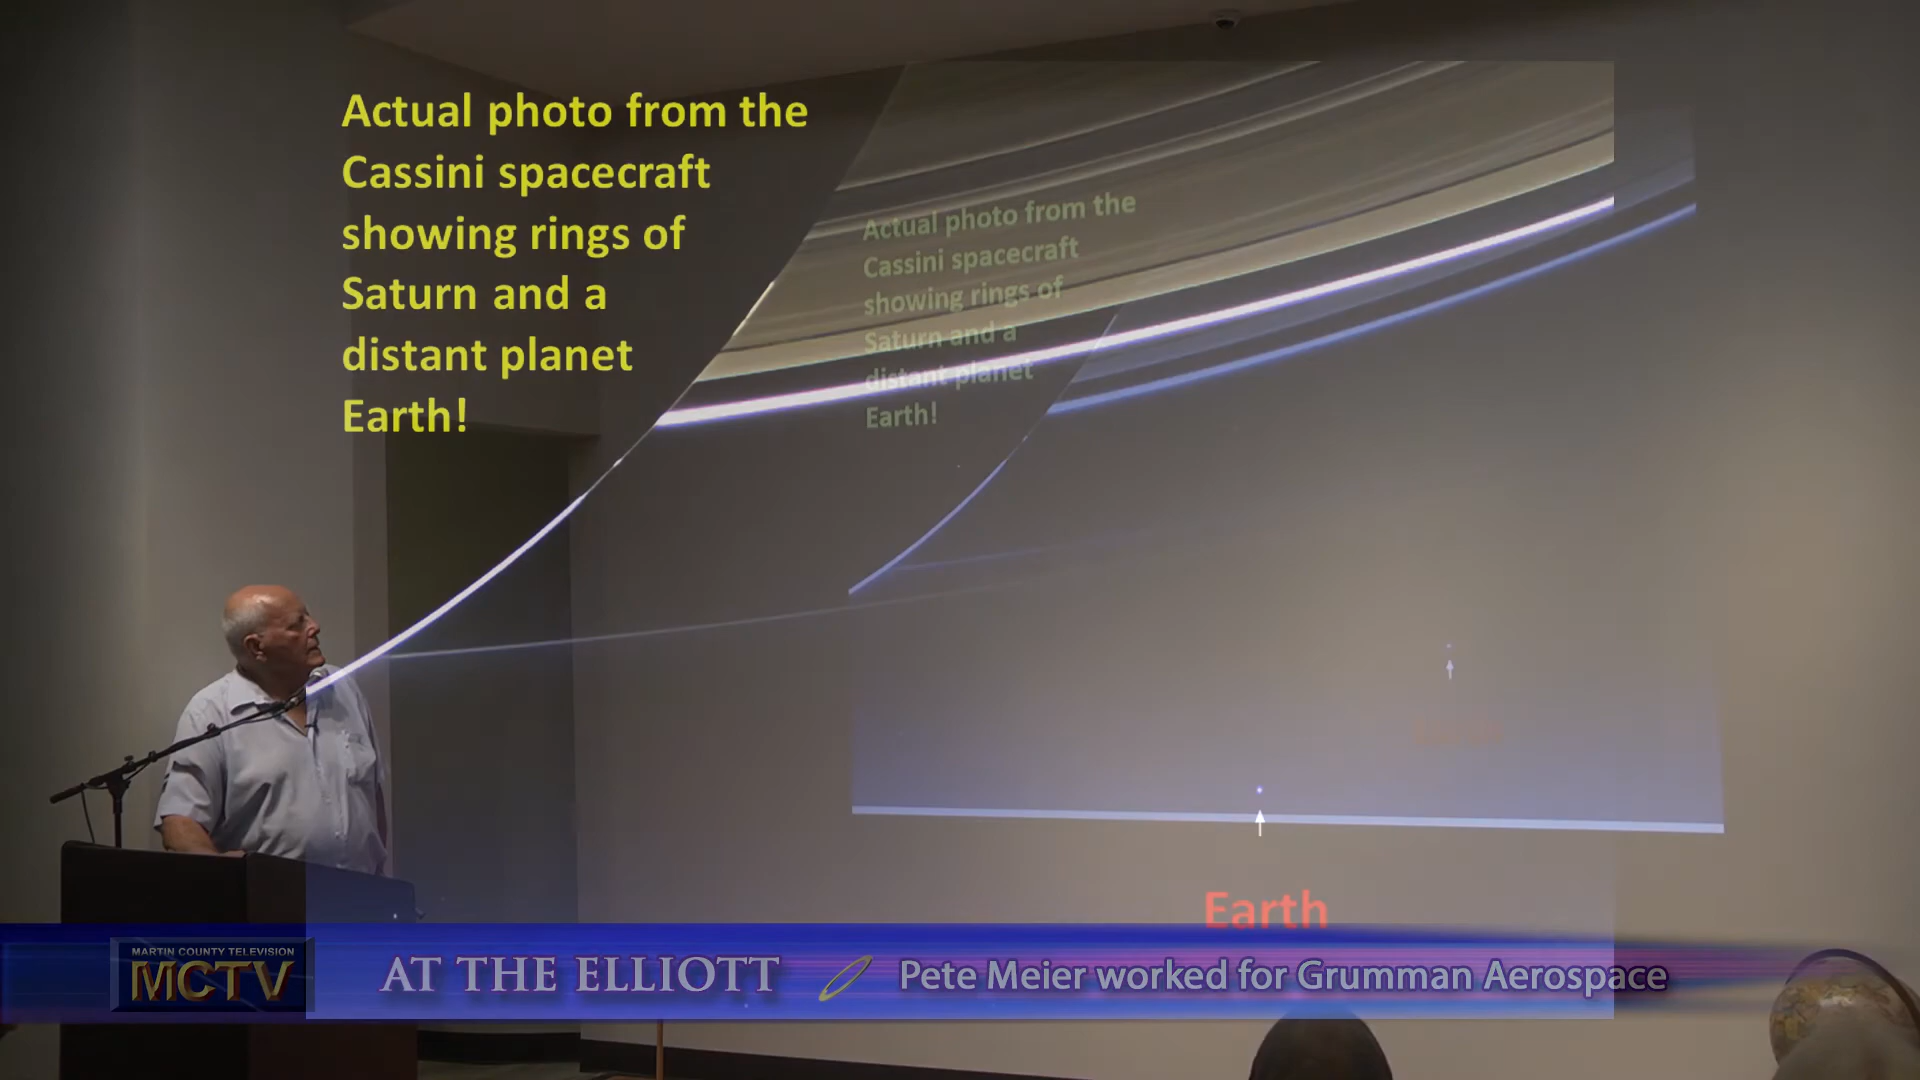 Actual photo from the
Cassini spacecraft
showing rings of
Saturn and a
distant planet
Earth!
Actual photo from the
Cassini spacecraft
showing rings of
Saturn and a
distant planet
Earth!
Earth
MARTIN COUNTY TELEVISION
MCTV
AT THE ELLIOTT
Pete Meier worked for Grumman Aerospace